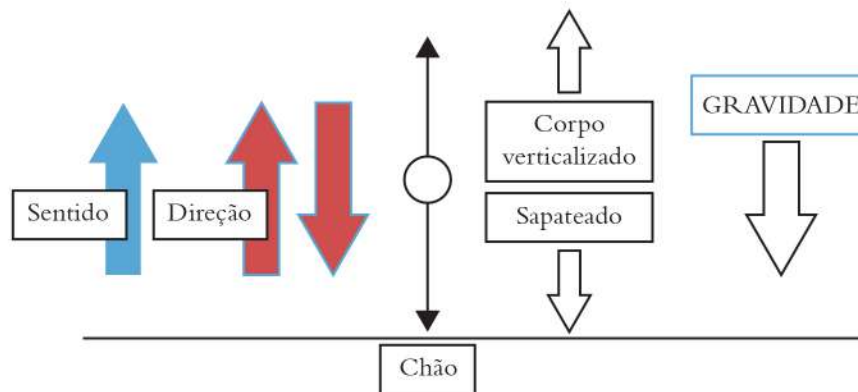 GRAVIDADE
Corpo
verticalizado
Sentido
Direção
Sapateado
Chão